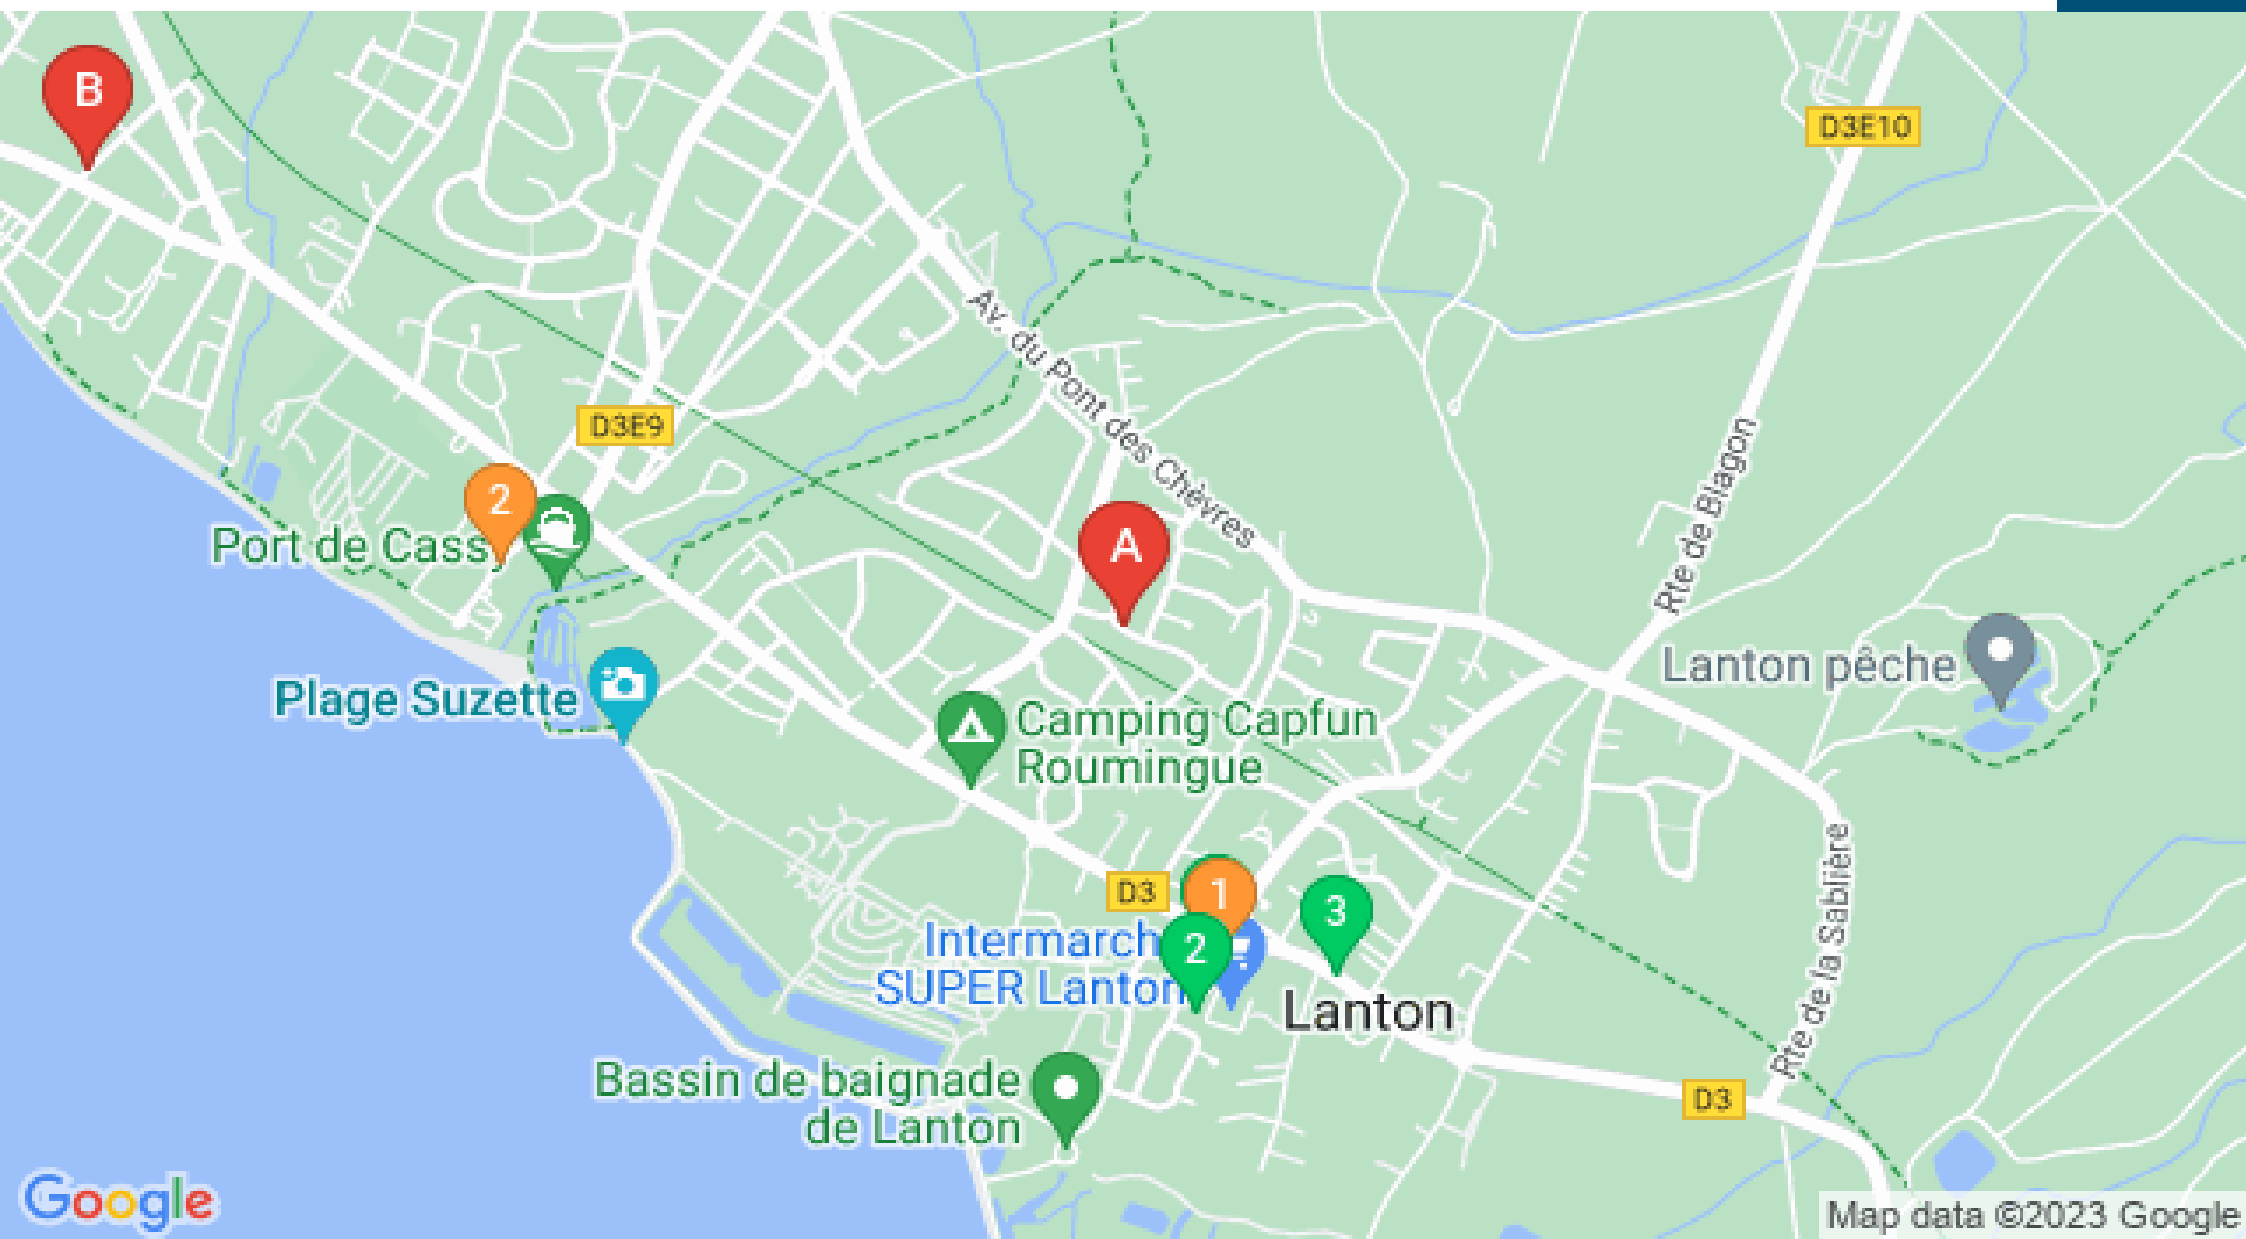 B
D3E10
Av. du Pont des Chèvres
D3E9
Rte de Blagon
2
Port de Cassy
A
Lanton pêche
Plage Suzette
Camping Capfun
Roumingue
D3
1
3
Intermarch
SUPER Lanton
2
Lanton
Rte de la Sablière
Bassin de baignade
de Lanton
D3
Google
Map data ©2023 Google